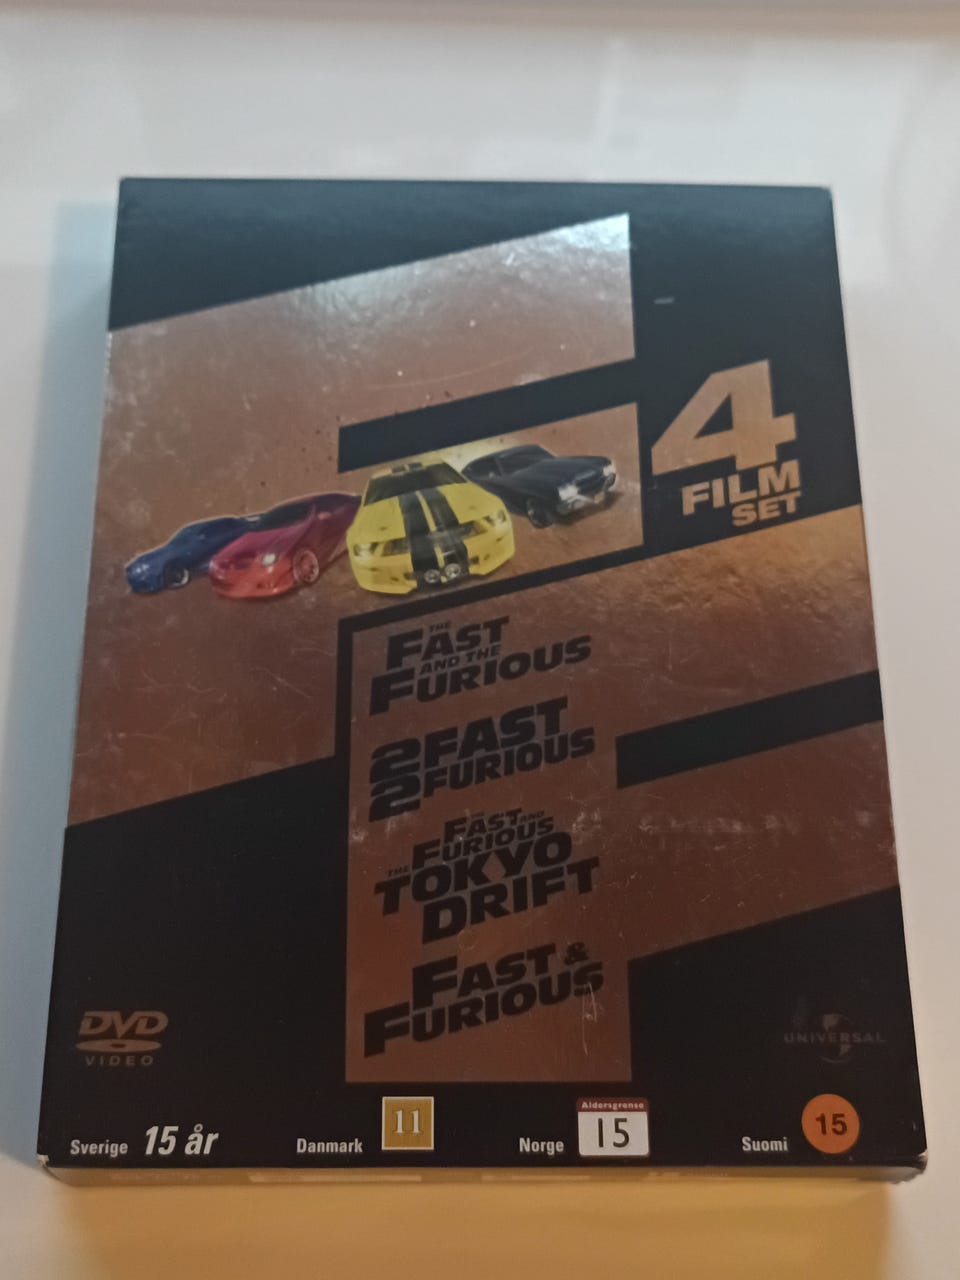 4
FILM
SET
THE
FAST
AND THE
FURIOUS
2FAST
2FURIOUS
THE
FAST AND
THE FURIOUS
TOKYO
DRIFT
FAST &
FURIOUS
DVD
VIDEO
UNIVERSAL
Sverige 15 år
Danmark 11
Aldersgrense
Norge 15
Suomi 15